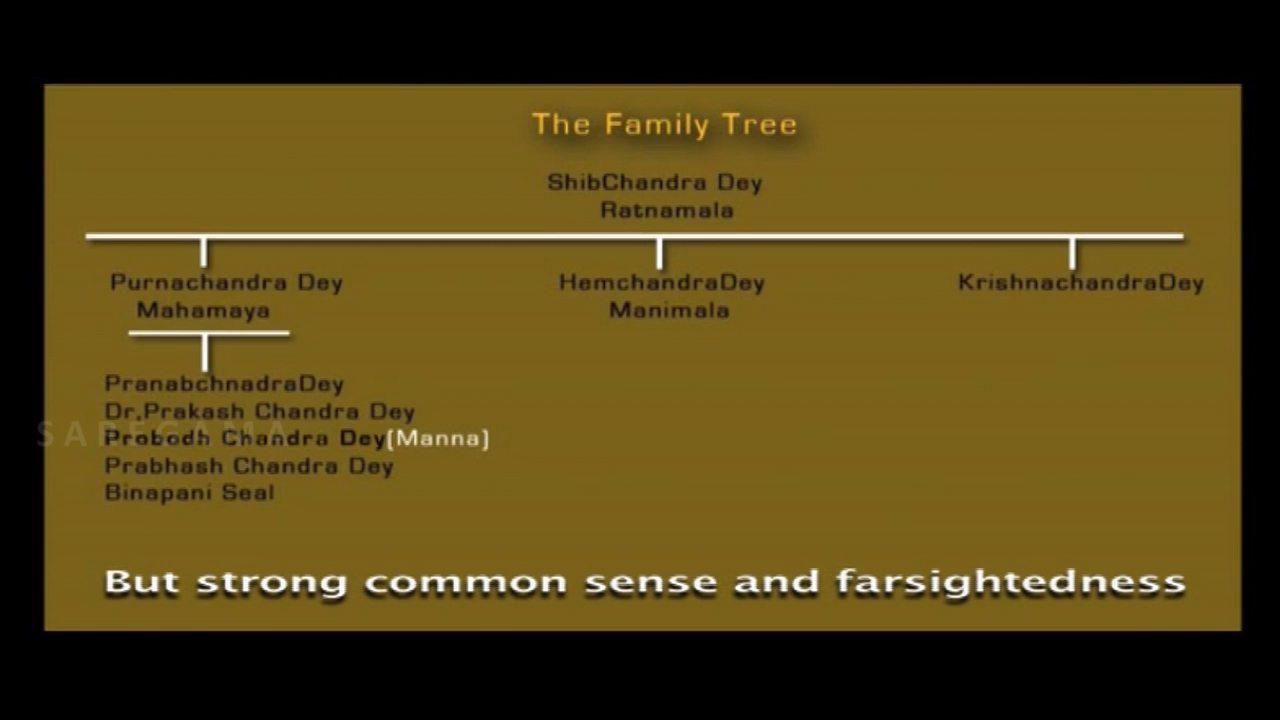 The Family Tree
ShibChandra Dey
Ratnamala
Purnachandra Dey
Mahamaya
HemchandraDey
Manimala
KrishnachandraDey
PranabchnadraDey
Dr,Prakash Chandra Dey
Probodh Chandra Dey(Manna)
Prabhash Chandra Dey
Binapani Seal
SAREGAMA
But strong common sense and farsightedness